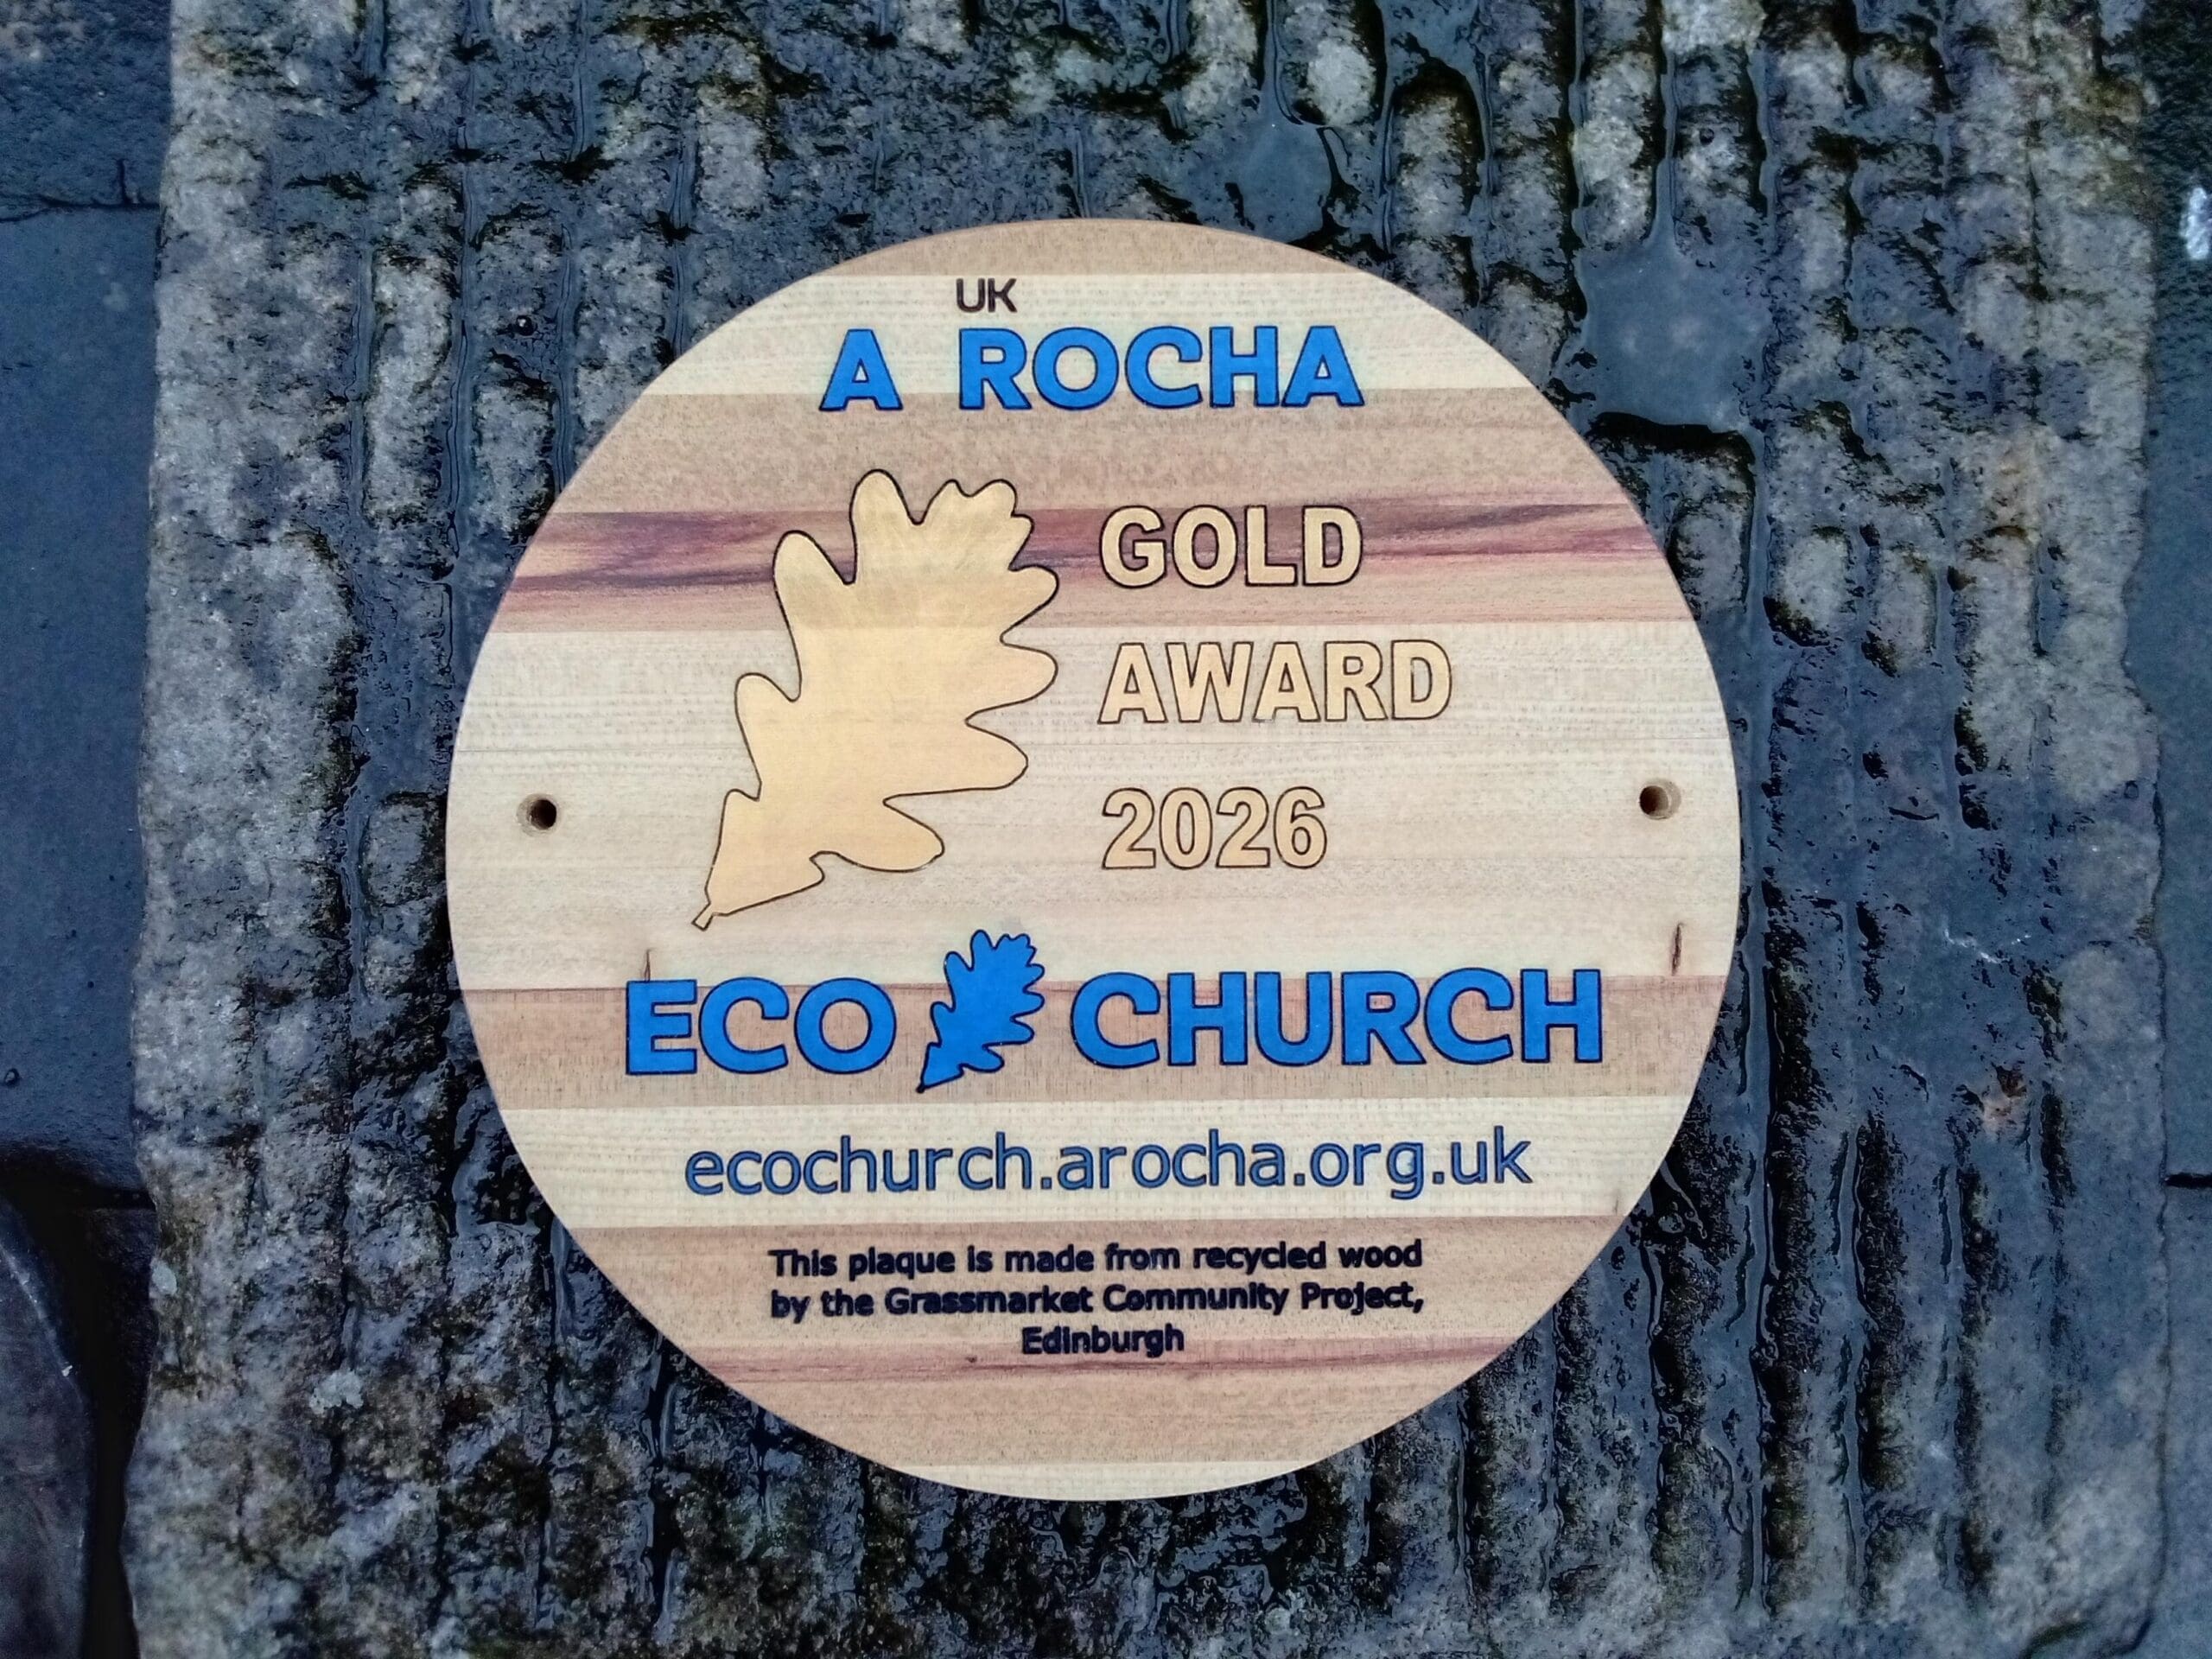 UK
A ROCHA
GOLD
AWARD
2026
ECO CHURCH
ecochurch.arocha.org.uk
This plaque is made from recycled wood
by the Grassmarket Community Project,
Edinburgh